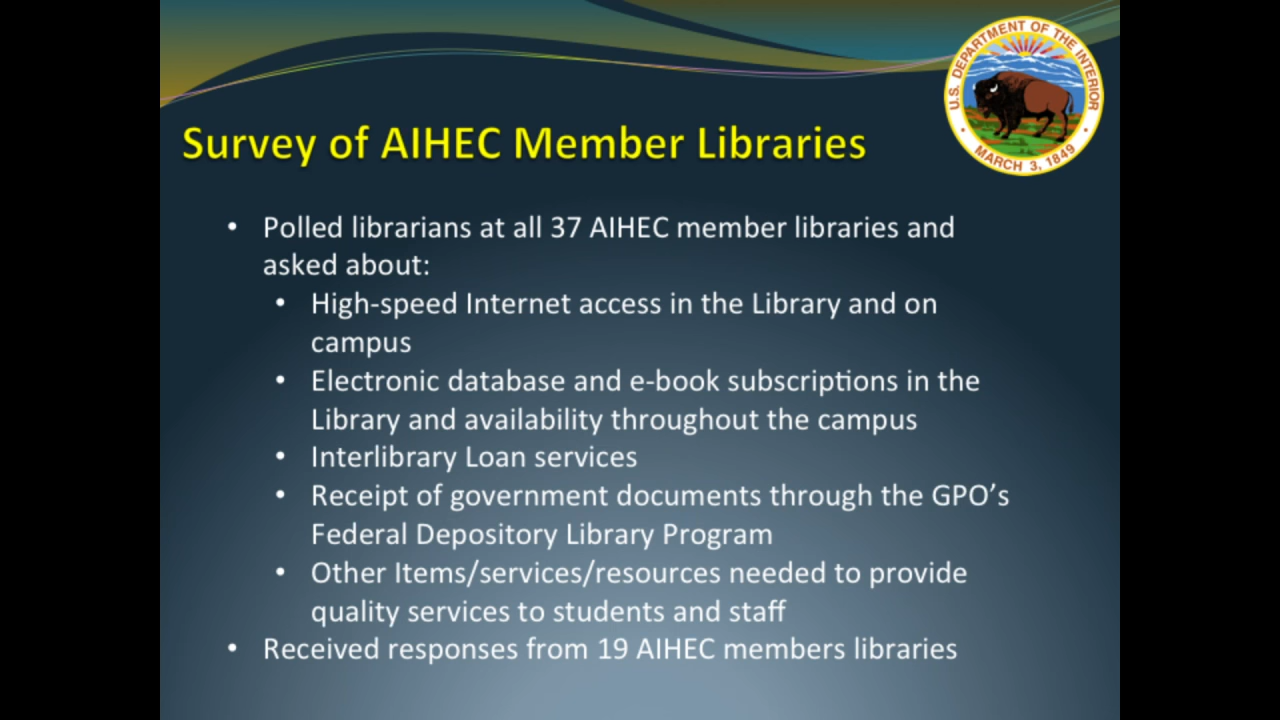 U.S. DEPARTMENT OF THE INTERIOR
MARCH 3, 1849
Survey of AIHEC Member Libraries
• Polled librarians at all 37 AIHEC member libraries and
asked about:
• High-speed Internet access in the Library and on
campus
• Electronic database and e-book subscriptions in the
Library and availability throughout the campus
• Interlibrary Loan services
• Receipt of government documents through the GPO’s
Federal Depository Library Program
• Other Items/services/resources needed to provide
quality services to students and staff
• Received responses from 19 AIHEC members libraries